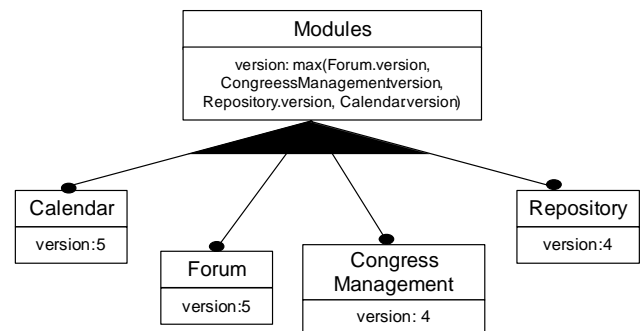 Modules
version: max(Forum.version,
CongreessManagement.version,
Repository.version, Calendar.version)
Calendar
version:5
Forum
version:5
Congress
Management
version: 4
Repository
version:4